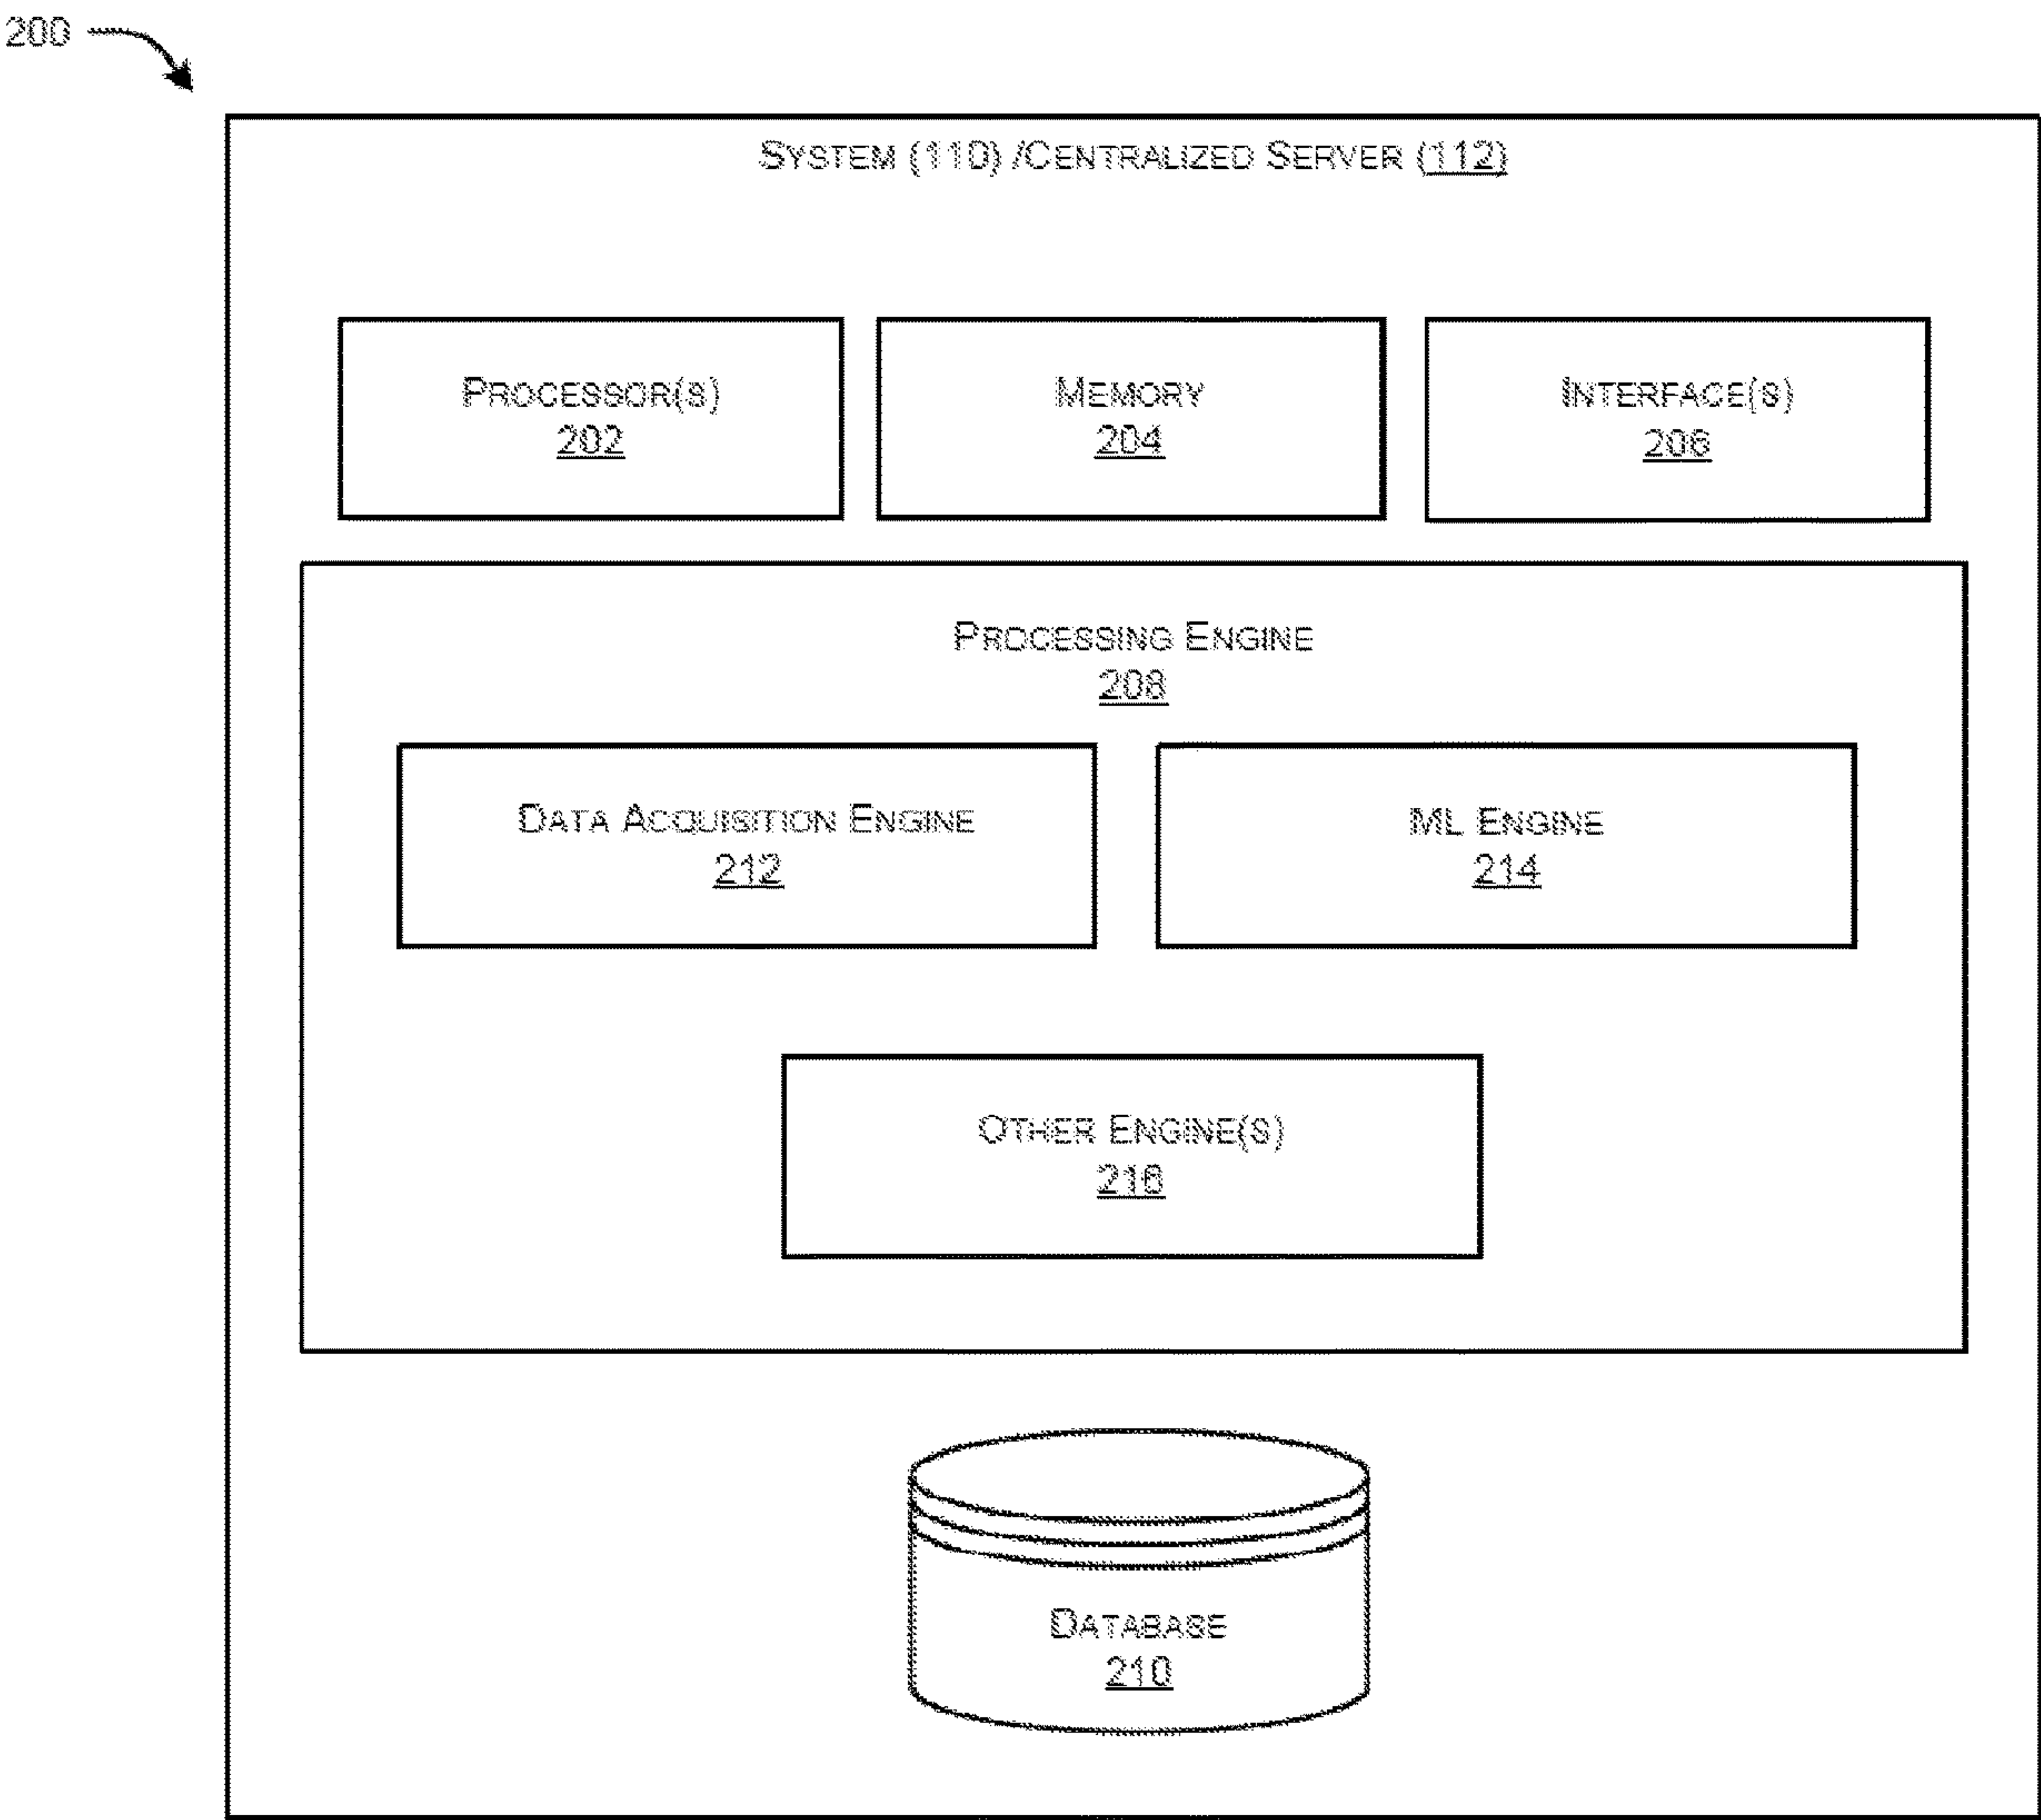 200
SYSTEM (110) /CENTRALIZED SERVER (112)
PROCESSOR(S)
202
MEMORY
204
INTERFACE(S)
206
PROCESSING ENGINE
208
DATA ACQUISITION ENGINE
212
ML ENGINE
214
OTHER ENGINE(S)
216
DATABASE
210